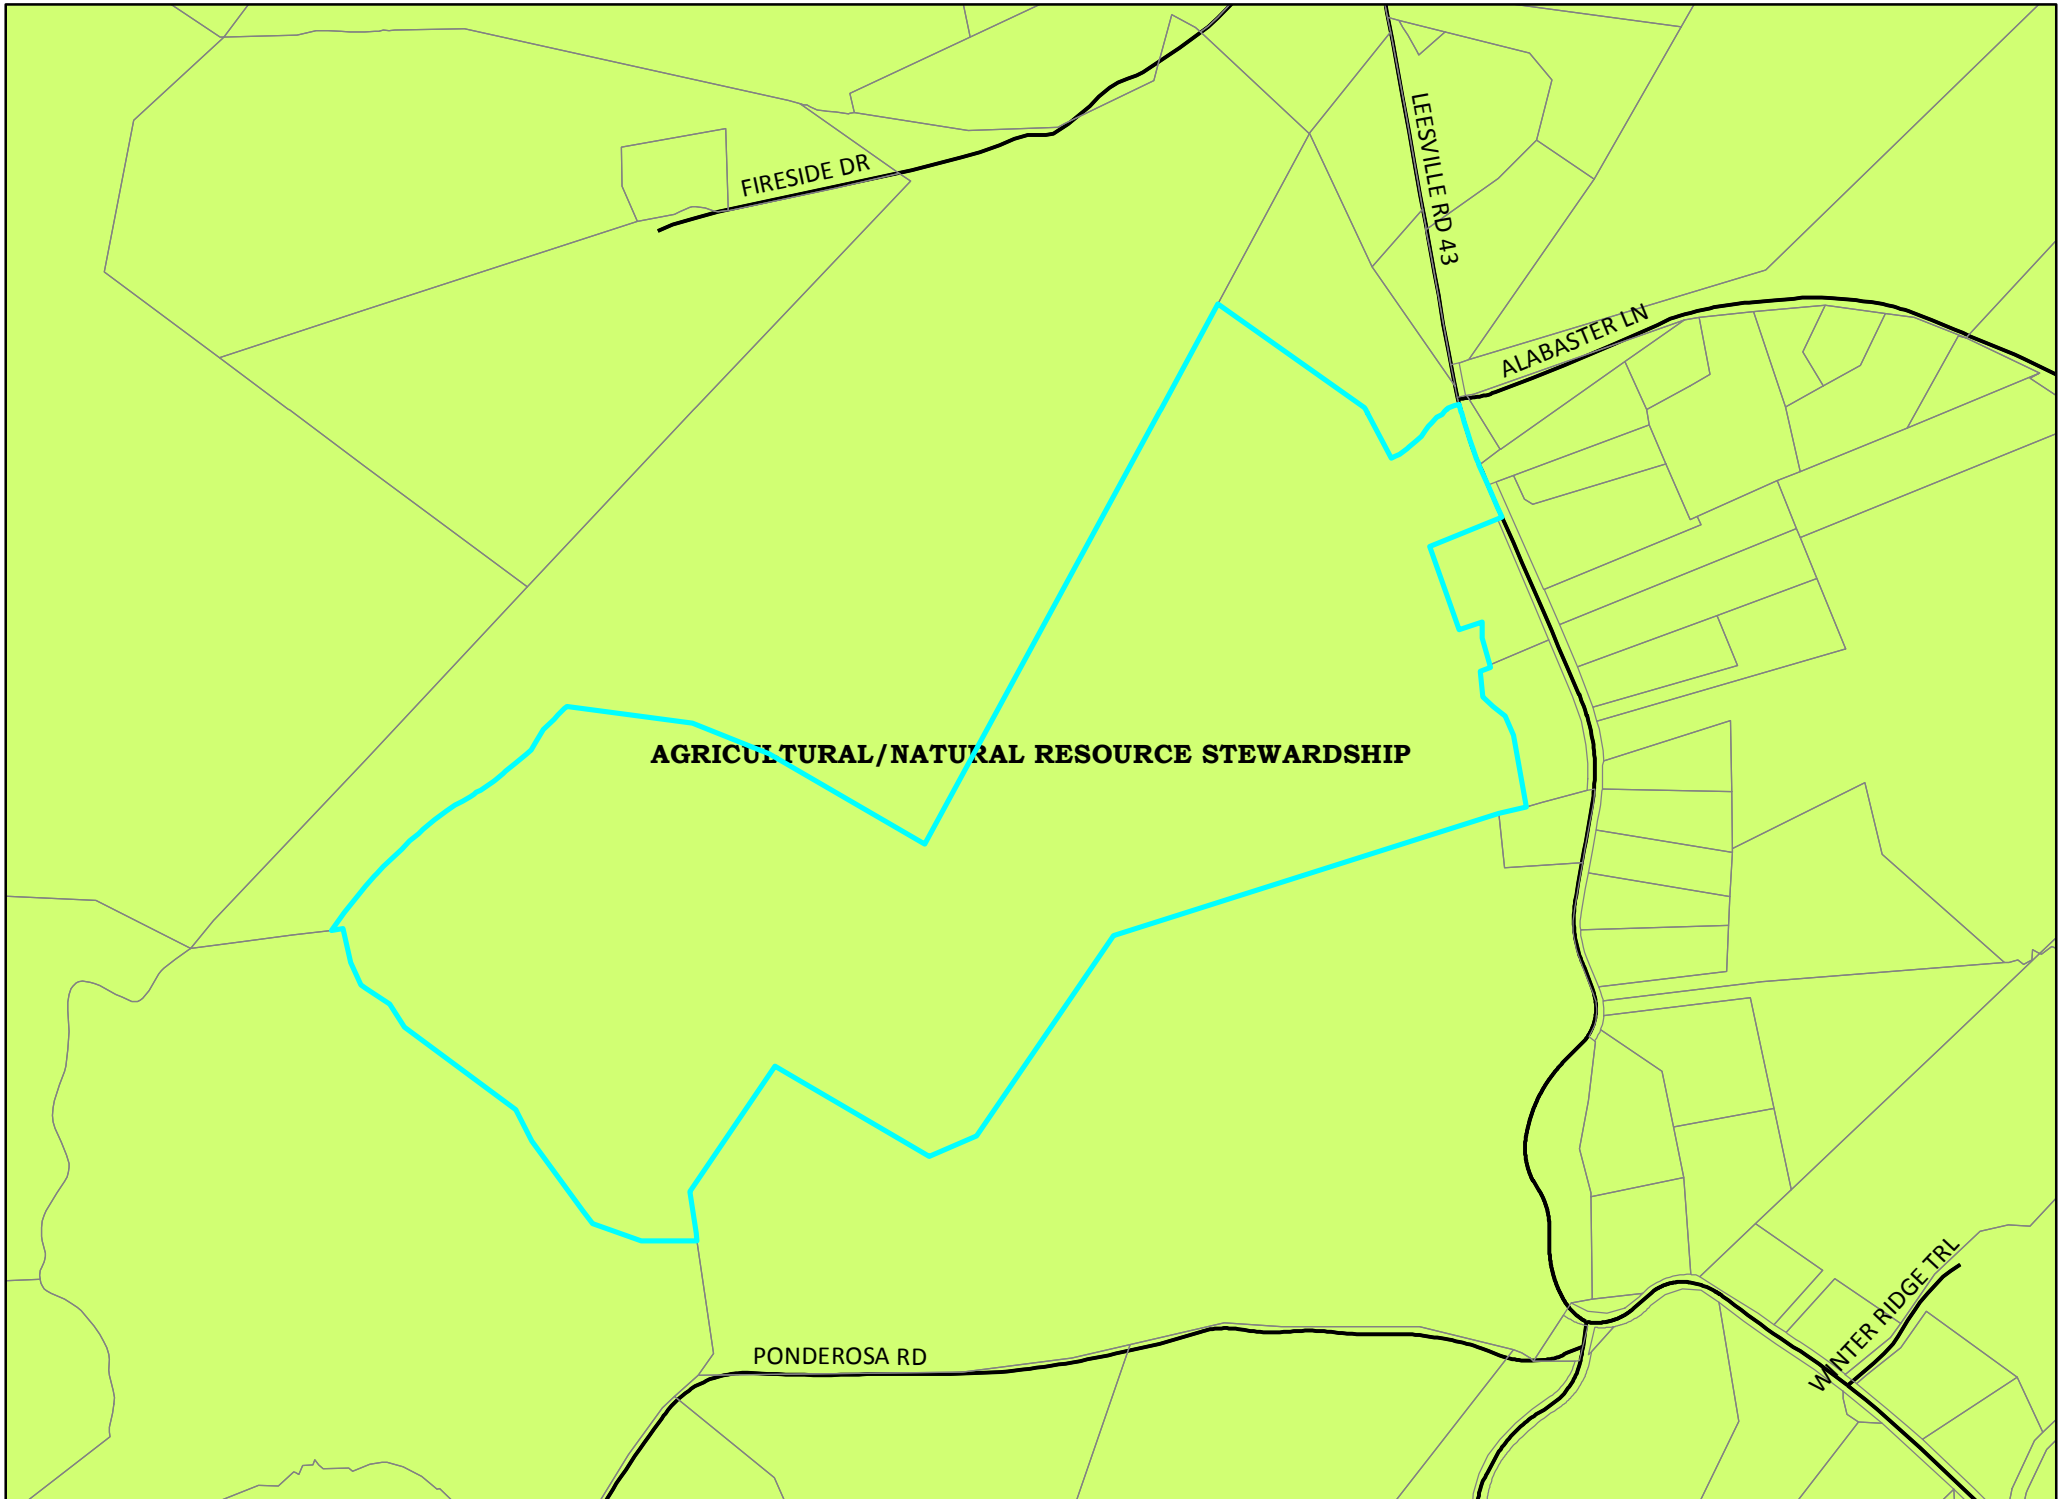 FIRESIDE DR
LEESVILLE RD 43
ALABASTER LN
AGRICULTURAL/NATURAL RESOURCE STEWARDSHIP
WINTER RIDGE TRL
PONDEROSA RD